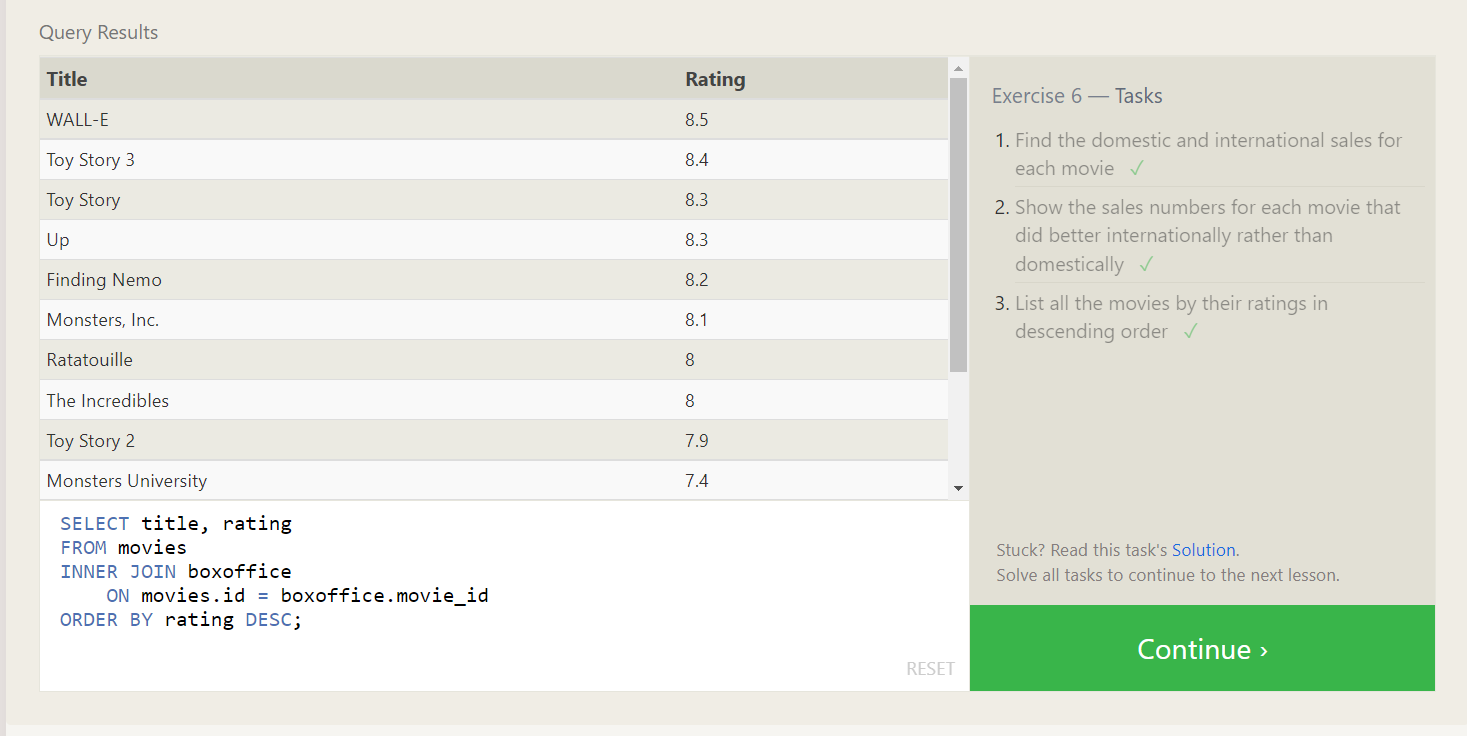 Query Results
Title Rating
WALL-E 8.5
Toy Story 3 8.4
Toy Story 8.3
Up 8.3
Finding Nemo 8.2
Monsters, Inc. 8.1
Ratatouille 8
The Incredibles 8
Toy Story 2 7.9
Monsters University 7.4
SELECT title, rating
FROM movies
INNER JOIN boxoffice
    ON movies.id = boxoffice.movie_id
ORDER BY rating DESC;
RESET
Exercise 6 — Tasks
1. Find the domestic and international sales for
each movie ✓
2. Show the sales numbers for each movie that
did better internationally rather than
domestically ✓
3. List all the movies by their ratings in
descending order ✓
Stuck? Read this task's Solution.
Solve all tasks to continue to the next lesson.
Continue ›